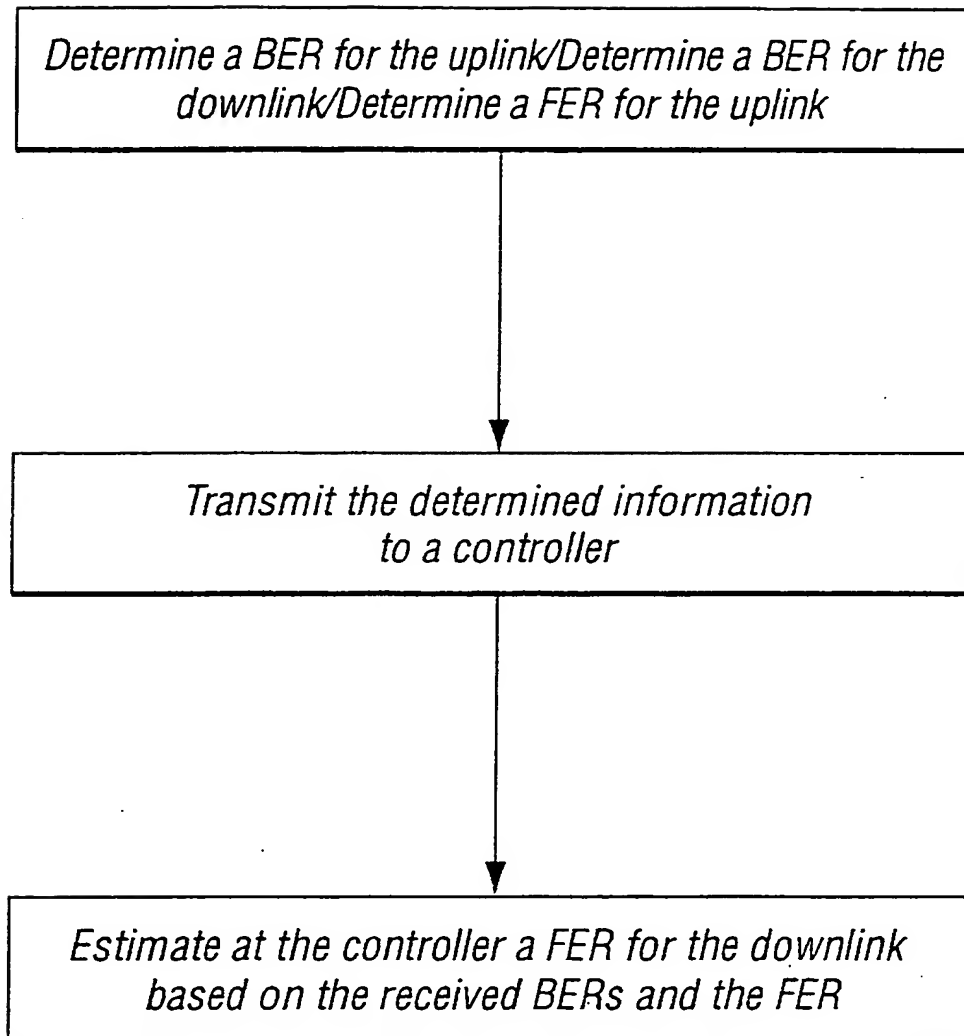 Determine a BER for the uplink/Determine a BER for the
downlink/Determine a FER for the uplink
Transmit the determined information
to a controller
Estimate at the controller a FER for the downlink
based on the received BERs and the FER